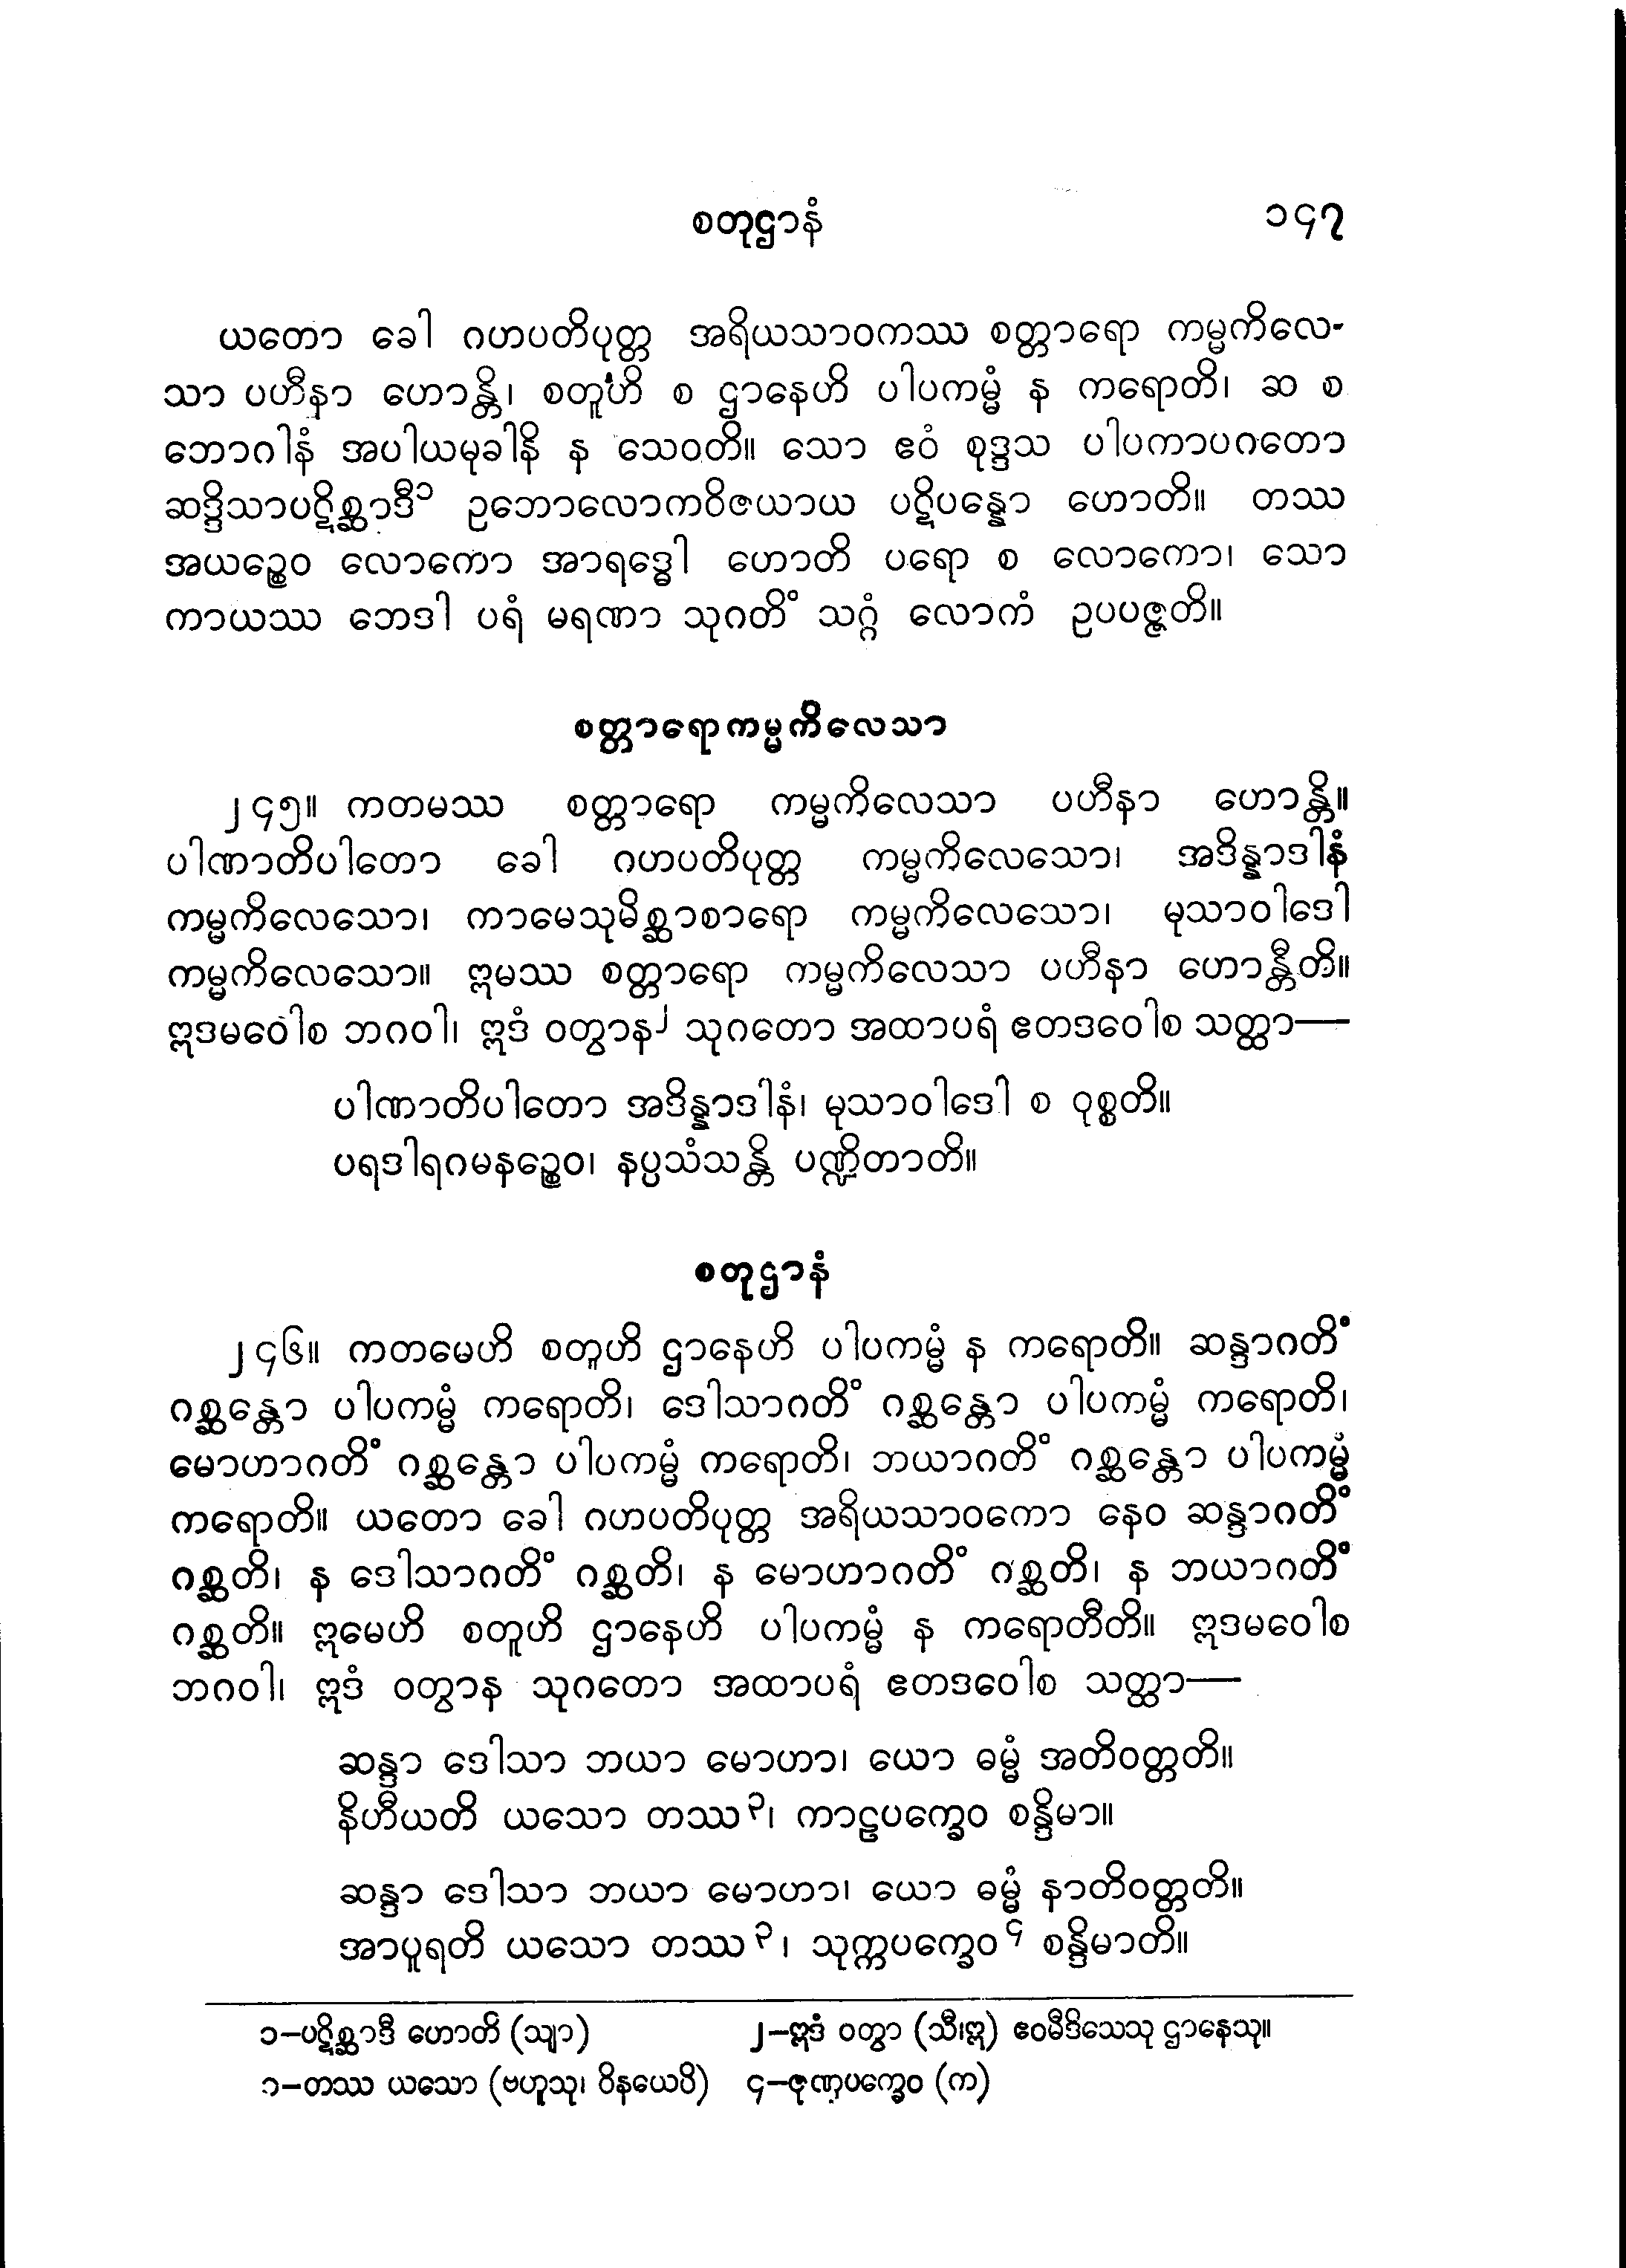 စတုဌာနံ ၁၄၇
ယတော ခေါ ဂဟပတိပုတ္တ အရိယသာဝကဿ စတ္တာရော ကမ္မကိလေ-
သာ ပဟီနာ ဟောန္တိ၊ စတူဟိ စ ဌာနေဟိ ပါပကမ္မံ န ကရောတိ၊ ဆ စ
ဘောဂါနံ အပါယမုခါနိ န သေဝတိ။ သော ဧဝံ စုဒ္ဒသ ပါပကာပဂတော
ဆဒ္ဒိသာပဋိစ္ဆာဒီ၁ ဥဘောလောကဝိဇယာယ ပဋိပန္နော ဟောတိ။ တဿ
အယဉ္စေဝ လောကော အာရဒ္ဓေါ ဟောတိ ပရော စ လောကော၊ သော
ကာယဿ ဘေဒါ ပရံ မရဏာ သုဂတိံ သဂ္ဂံ လောကံ ဥပပဇ္ဇတိ။
စတ္တာရောကမ္မကိလေသာ
၂၄၅။ ကတမဿ စတ္တာရော ကမ္မကိလေသာ ပဟီနာ ဟောန္တိ။
ပါဏာတိပါတော ခေါ ဂဟပတိပုတ္တ ကမ္မကိလေသော၊ အဒိန္နာဒါနံ
ကမ္မကိလေသော၊ ကာမေသုမိစ္ဆာစာရော ကမ္မကိလေသော၊ မုသာဝါဒေါ
ကမ္မကိလေသော။ ဣမဿ စတ္တာရော ကမ္မကိလေသာ ပဟီနာ ဟောန္တီတိ။
ဣဒမဝေါစ ဘဂဝါ၊ ဣဒံ ဝတွာန၂ သုဂတော အထာပရံ ဧတဒဝေါစ သတ္ထာ—
ပါဏာတိပါတော အဒိန္နာဒါနံ၊ မုသာဝါဒေါ စ ဝုစ္စတိ။
ပရဒါရဂမနဉ္စေဝ၊ နပ္ပသံသန္တိ ပဏ္ဍိတာတိ။
စတုဌာနံ
၂၄၆။ ကတမေဟိ စတူဟိ ဌာနေဟိ ပါပကမ္မံ န ကရောတိ။ ဆန္ဒာဂတိံ
ဂစ္ဆန္တော ပါပကမ္မံ ကရောတိ၊ ဒေါသာဂတိံ ဂစ္ဆန္တော ပါပကမ္မံ ကရောတိ၊
မောဟာဂတိံ ဂစ္ဆန္တော ပါပကမ္မံ ကရောတိ၊ ဘယာဂတိံ ဂစ္ဆန္တော ပါပကမ္မံ
ကရောတိ။ ယတော ခေါ ဂဟပတိပုတ္တ အရိယသာဝကော နေဝ ဆန္ဒာဂတိံ
ဂစ္ဆတိ၊ န ဒေါသာဂတိံ ဂစ္ဆတိ၊ န မောဟာဂတိံ ဂစ္ဆတိ၊ န ဘယာဂတိံ
ဂစ္ဆတိ။ ဣမေဟိ စတူဟိ ဌာနေဟိ ပါပကမ္မံ န ကရောတီတိ။ ဣဒမဝေါစ
ဘဂဝါ၊ ဣဒံ ဝတွာန သုဂတော အထာပရံ ဧတဒဝေါစ သတ္ထာ—
ဆန္ဒာ ဒေါသာ ဘယာ မောဟာ၊ ယော ဓမ္မံ အတိဝတ္တတိ။
နိဟီယတိ ယသော တဿ၃၊ ကာဠပက္ခေဝ စန္ဒိမာ။
ဆန္ဒာ ဒေါသာ ဘယာ မောဟာ၊ ယော ဓမ္မံ နာတိဝတ္တတိ။
အာပူရတိ ယသော တဿ၃၊ သုက္ကပက္ခေဝ၄ စန္ဒိမာတိ။
၁–ပဋိစ္ဆာဒီ ဟောတိ (သျာ) ၂–ဣဒံ ဝတွာ (သီ၊ဣ) ဧဝမီဒိသေသု ဌာနေသု။
၁–တဿ ယသော (ဗဟူသု၊ ဝိနယေပိ) ၄–ဇုဏှပက္ခေဝ (က)